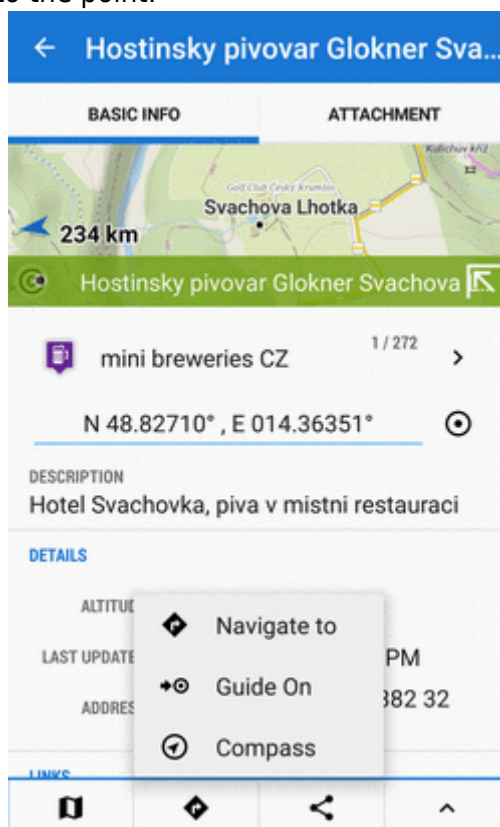 to the point.
Hostinsky pivovar Glokner Sva...
BASIC INFO
ATTACHMENT
Golf Club Český Krumlov
Svachova Lhotka
234 km
Hostinsky pivovar Glokner Svachova
mini breweries CZ
1 / 272
N 48.82710° , E 014.36351°
DESCRIPTION
Hotel Svachovka, piva v mistni restauraci
DETAILS
ALTITUD
Navigate to
LAST UPDATE
PM
Guide On
ADDRES
382 32
Compass
LINKS